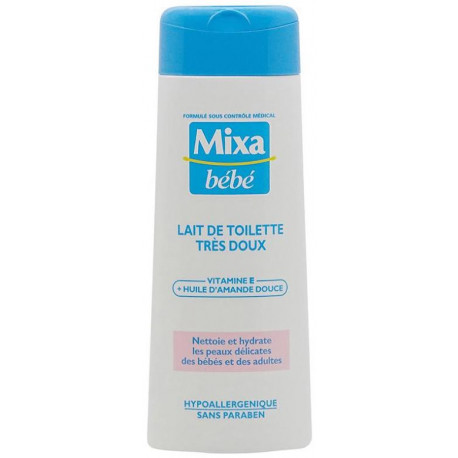 FORMULE SOUS CONTRÔLE MÉDICAL
Mixa
bébé
LAIT DE TOILETTE
TRÈS DOUX
VITAMINE E
+ HUILE D'AMANDE DOUCE
Nettoie et hydrate
les peaux délicates
des bébés et des adultes
HYPOALLERGENIQUE
SANS PARABEN